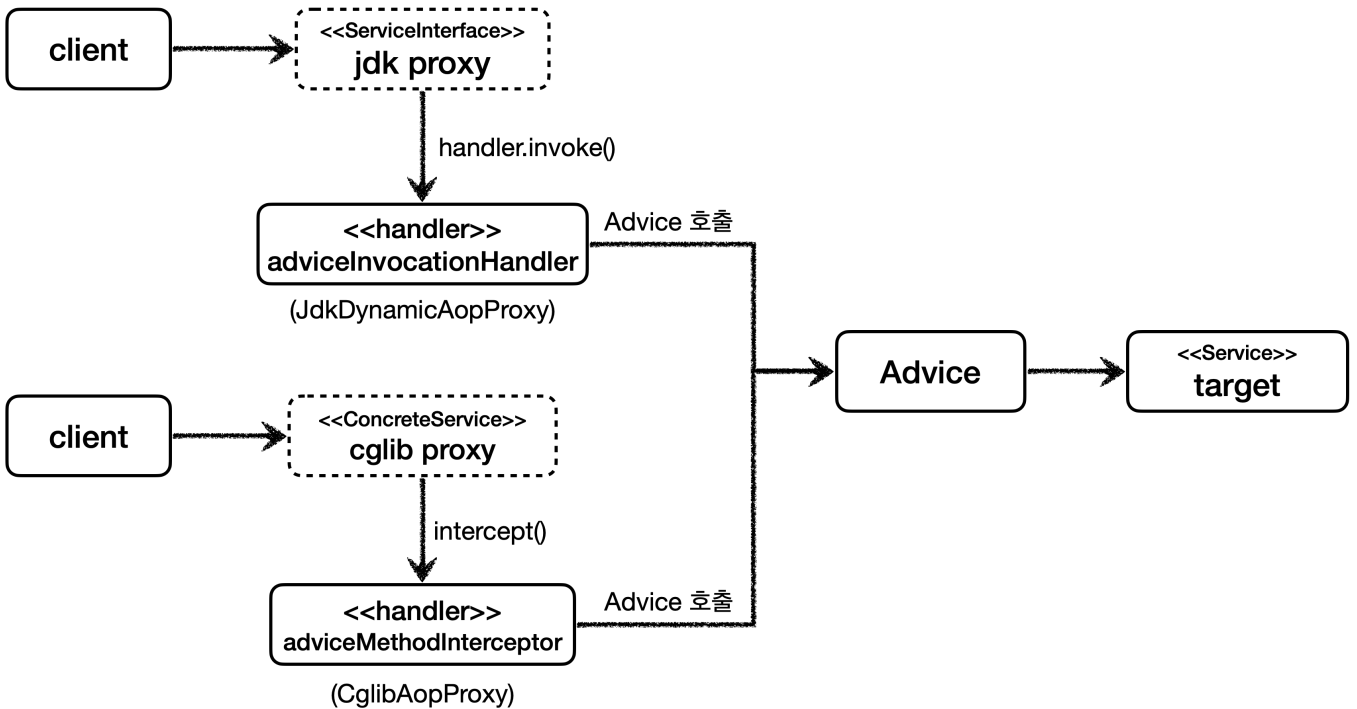 client
<<ServiceInterface>>
jdk proxy
handler.invoke()
<<handler>>
adviceInvocationHandler
(JdkDynamicAopProxy)
Advice 호출
client
<<ConcreteService>>
cglib proxy
intercept()
<<handler>>
adviceMethodInterceptor
(CglibAopProxy)
Advice 호출
Advice
<<Service>>
target